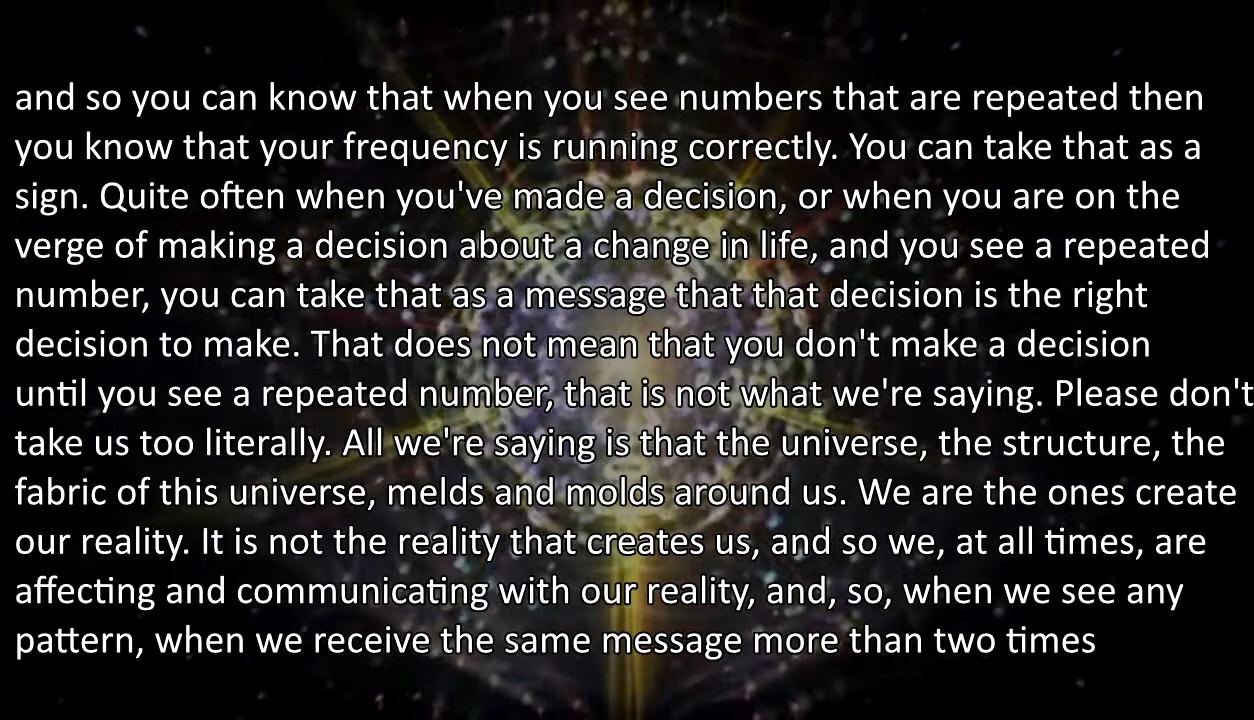 and so you can know that when you see numbers that are repeated then
you know that your frequency is running correctly. You can take that as a
sign. Quite often when you've made a decision, or when you are on the
verge of making a decision about a change in life, and you see a repeated
number, you can take that as a message that that decision is the right
decision to make. That does not mean that you don't make a decision
until you see a repeated number, that is not what we're saying. Please don't
take us too literally. All we're saying is that the universe, the structure, the
fabric of this universe, melds and molds around us. We are the ones create
our reality. It is not the reality that creates us, and so we, at all times, are
affecting and communicating with our reality, and, so, when we see any
pattern, when we receive the same message more than two times